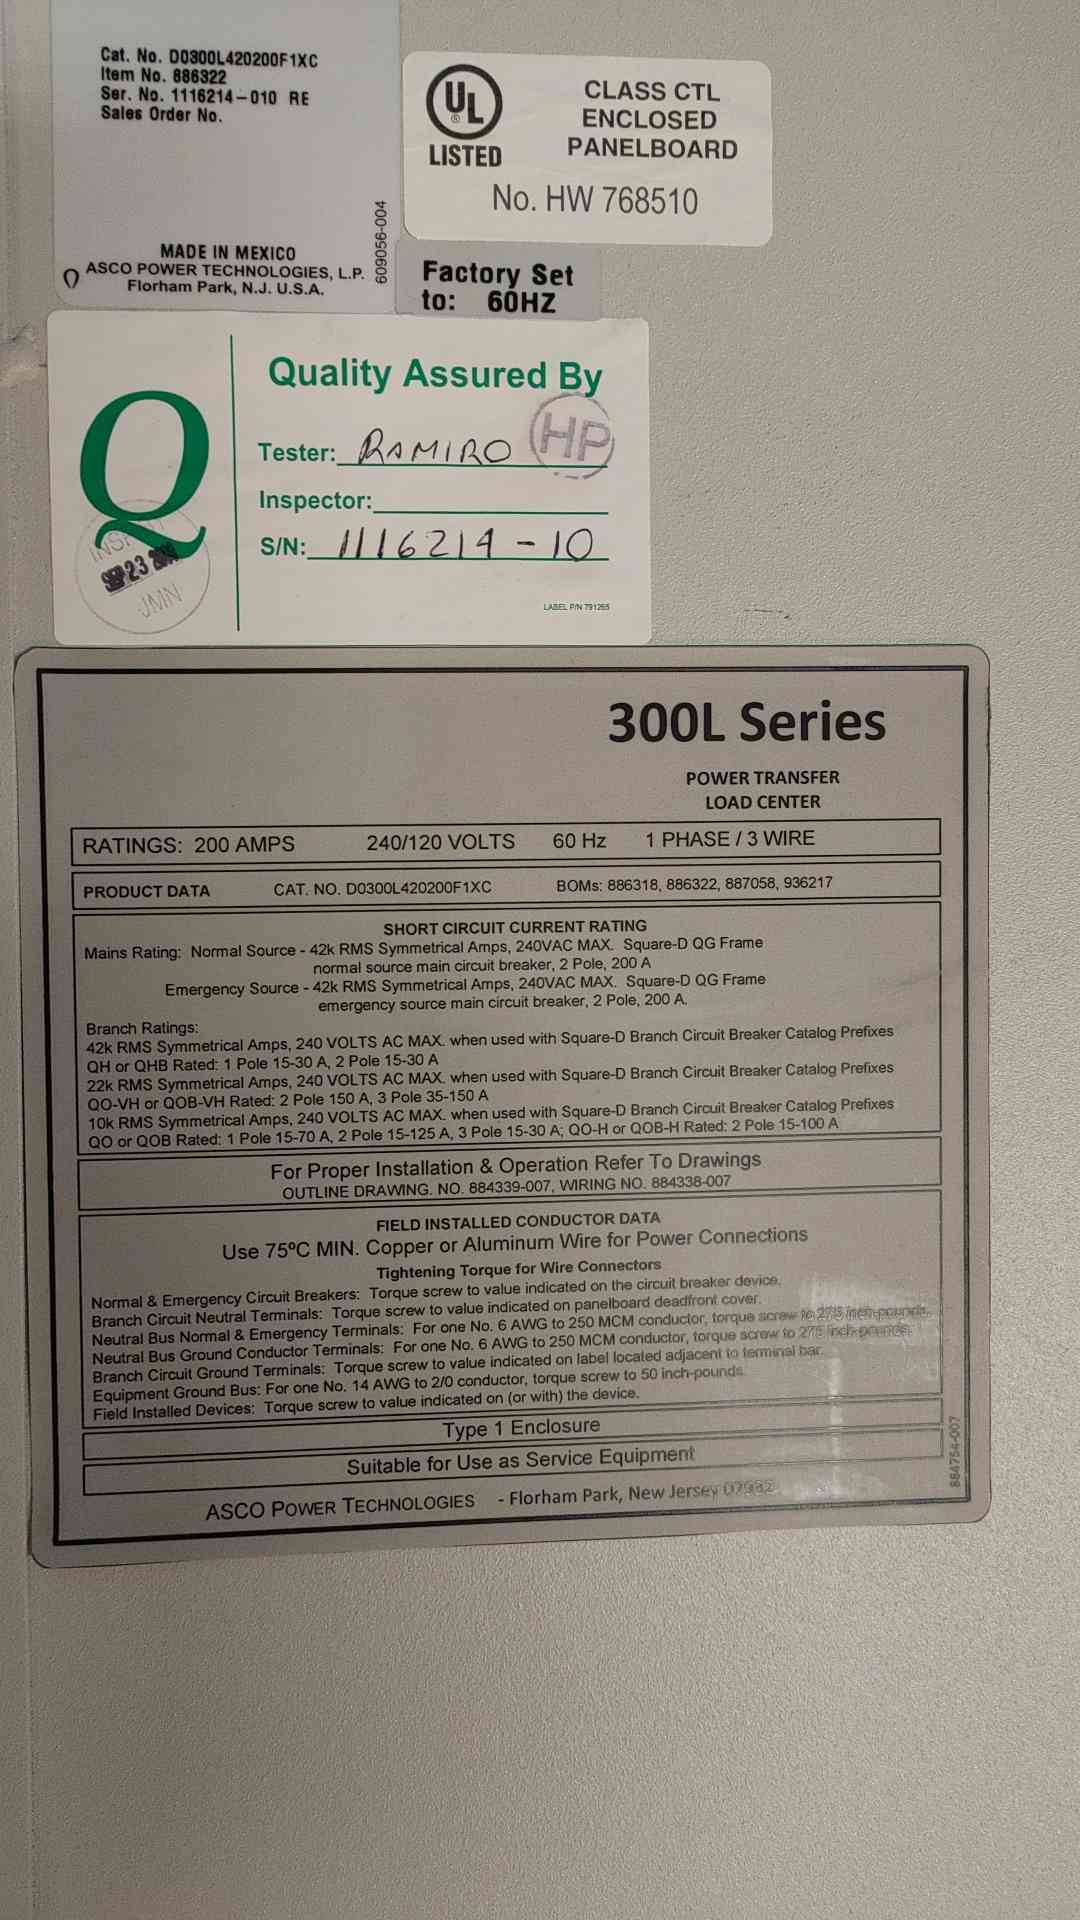 Cat. No. D0300L420200F1XC
Item No. 886322
Ser. No. 1116214-010 RE
Sales Order No.
MADE IN MEXICO
ASCO POWER TECHNOLOGIES, L.P.
Florham Park, N.J. U.S.A.
609056-004
UL
®
LISTED
CLASS CTL
ENCLOSED
PANELBOARD
No. HW 768510
Factory Set
to: 60HZ
Q
Quality Assured By
Tester: RAMIRO
HP
Inspector:
S/N: 1116214-10
SEP 23
JMN
LABEL P/N 791265
300L Series
POWER TRANSFER
LOAD CENTER
RATINGS: 200 AMPS 240/120 VOLTS 60 Hz 1 PHASE / 3 WIRE
PRODUCT DATA CAT. NO. D0300L420200F1XC BOMs: 886318, 886322, 887058, 936217
SHORT CIRCUIT CURRENT RATING
Mains Rating: Normal Source - 42k RMS Symmetrical Amps, 240VAC MAX. Square-D QG Frame
normal source main circuit breaker, 2 Pole, 200 A
Emergency Source - 42k RMS Symmetrical Amps, 240VAC MAX. Square-D QG Frame
emergency source main circuit breaker, 2 Pole, 200 A.
Branch Ratings:
42k RMS Symmetrical Amps, 240 VOLTS AC MAX. when used with Square-D Branch Circuit Breaker Catalog Prefixes
QH or QHB Rated: 1 Pole 15-30 A, 2 Pole 15-30 A
22k RMS Symmetrical Amps, 240 VOLTS AC MAX. when used with Square-D Branch Circuit Breaker Catalog Prefixes
QO-VH or QOB-VH Rated: 2 Pole 150 A, 3 Pole 35-150 A
10k RMS Symmetrical Amps, 240 VOLTS AC MAX. when used with Square-D Branch Circuit Breaker Catalog Prefixes
QO or QOB Rated: 1 Pole 15-70 A, 2 Pole 15-125 A, 3 Pole 15-30 A; QO-H or QOB-H Rated: 2 Pole 15-100 A
For Proper Installation & Operation Refer To Drawings
OUTLINE DRAWING. NO. 884339-007, WIRING NO. 884338-007
FIELD INSTALLED CONDUCTOR DATA
Use 75ºC MIN. Copper or Aluminum Wire for Power Connections
Tightening Torque for Wire Connectors
Normal & Emergency Circuit Breakers: Torque screw to value indicated on the circuit breaker device.
Branch Circuit Neutral Terminals: Torque screw to value indicated on panelboard deadfront cover.
Neutral Bus Normal & Emergency Terminals: For one No. 6 AWG to 250 MCM conductor, torque screw to 275 inch-pounds.
Neutral Bus Ground Conductor Terminals: For one No. 6 AWG to 250 MCM conductor, torque screw to 275 inch-pounds.
Branch Circuit Ground Terminals: Torque screw to value indicated on label located adjacent to terminal bar.
Equipment Ground Bus: For one No. 14 AWG to 2/0 conductor, torque screw to 50 inch-pounds.
Field Installed Devices: Torque screw to value indicated on (or with) the device.
Type 1 Enclosure
Suitable for Use as Service Equipment
ASCO POWER TECHNOLOGIES - Florham Park, New Jersey 07932
884754-007